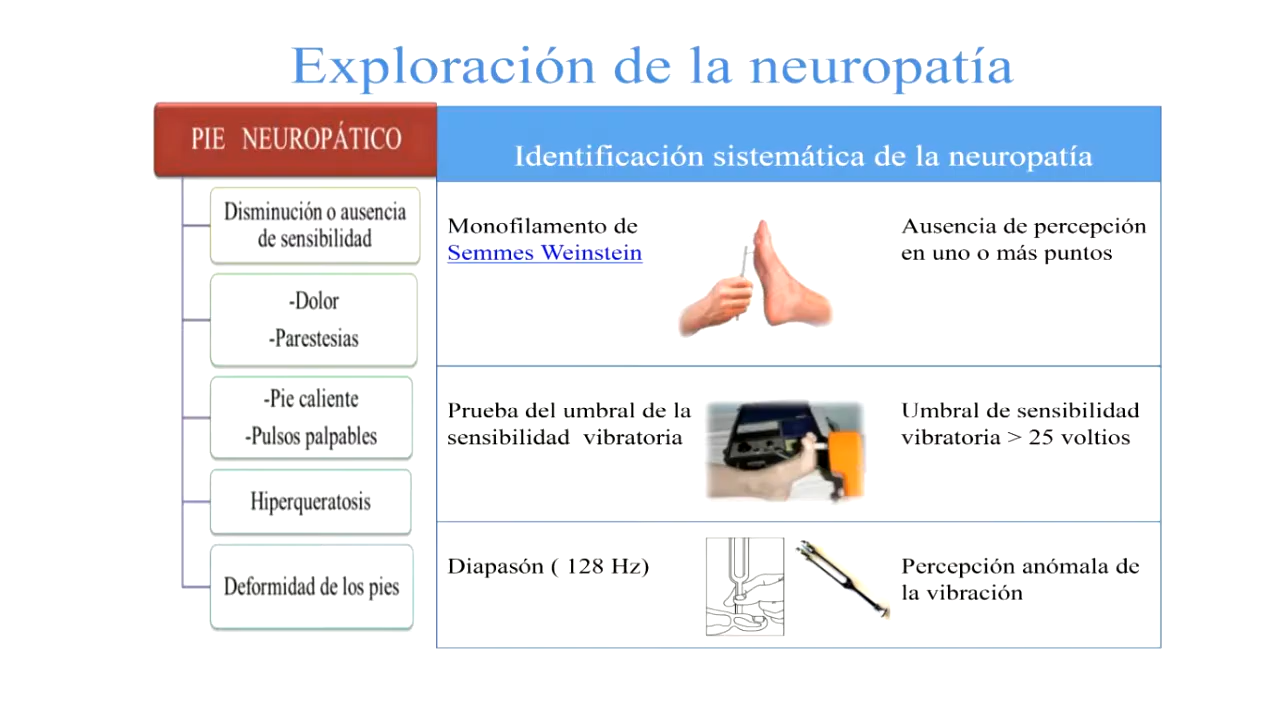 Exploración de la neuropatía
PIE NEUROPÁTICO
Disminución o ausencia
de sensibilidad
-Dolor
-Parestesias
-Pie caliente
-Pulsos palpables
Hiperqueratosis
Deformidad de los pies
Identificación sistemática de la neuropatía
Monofilamento de
Semmes Weinstein
Ausencia de percepción
en uno o más puntos
Prueba del umbral de la
sensibilidad vibratoria
Umbral de sensibilidad
vibratoria > 25 voltios
Diapasón ( 128 Hz)
Percepción anómala de
la vibración